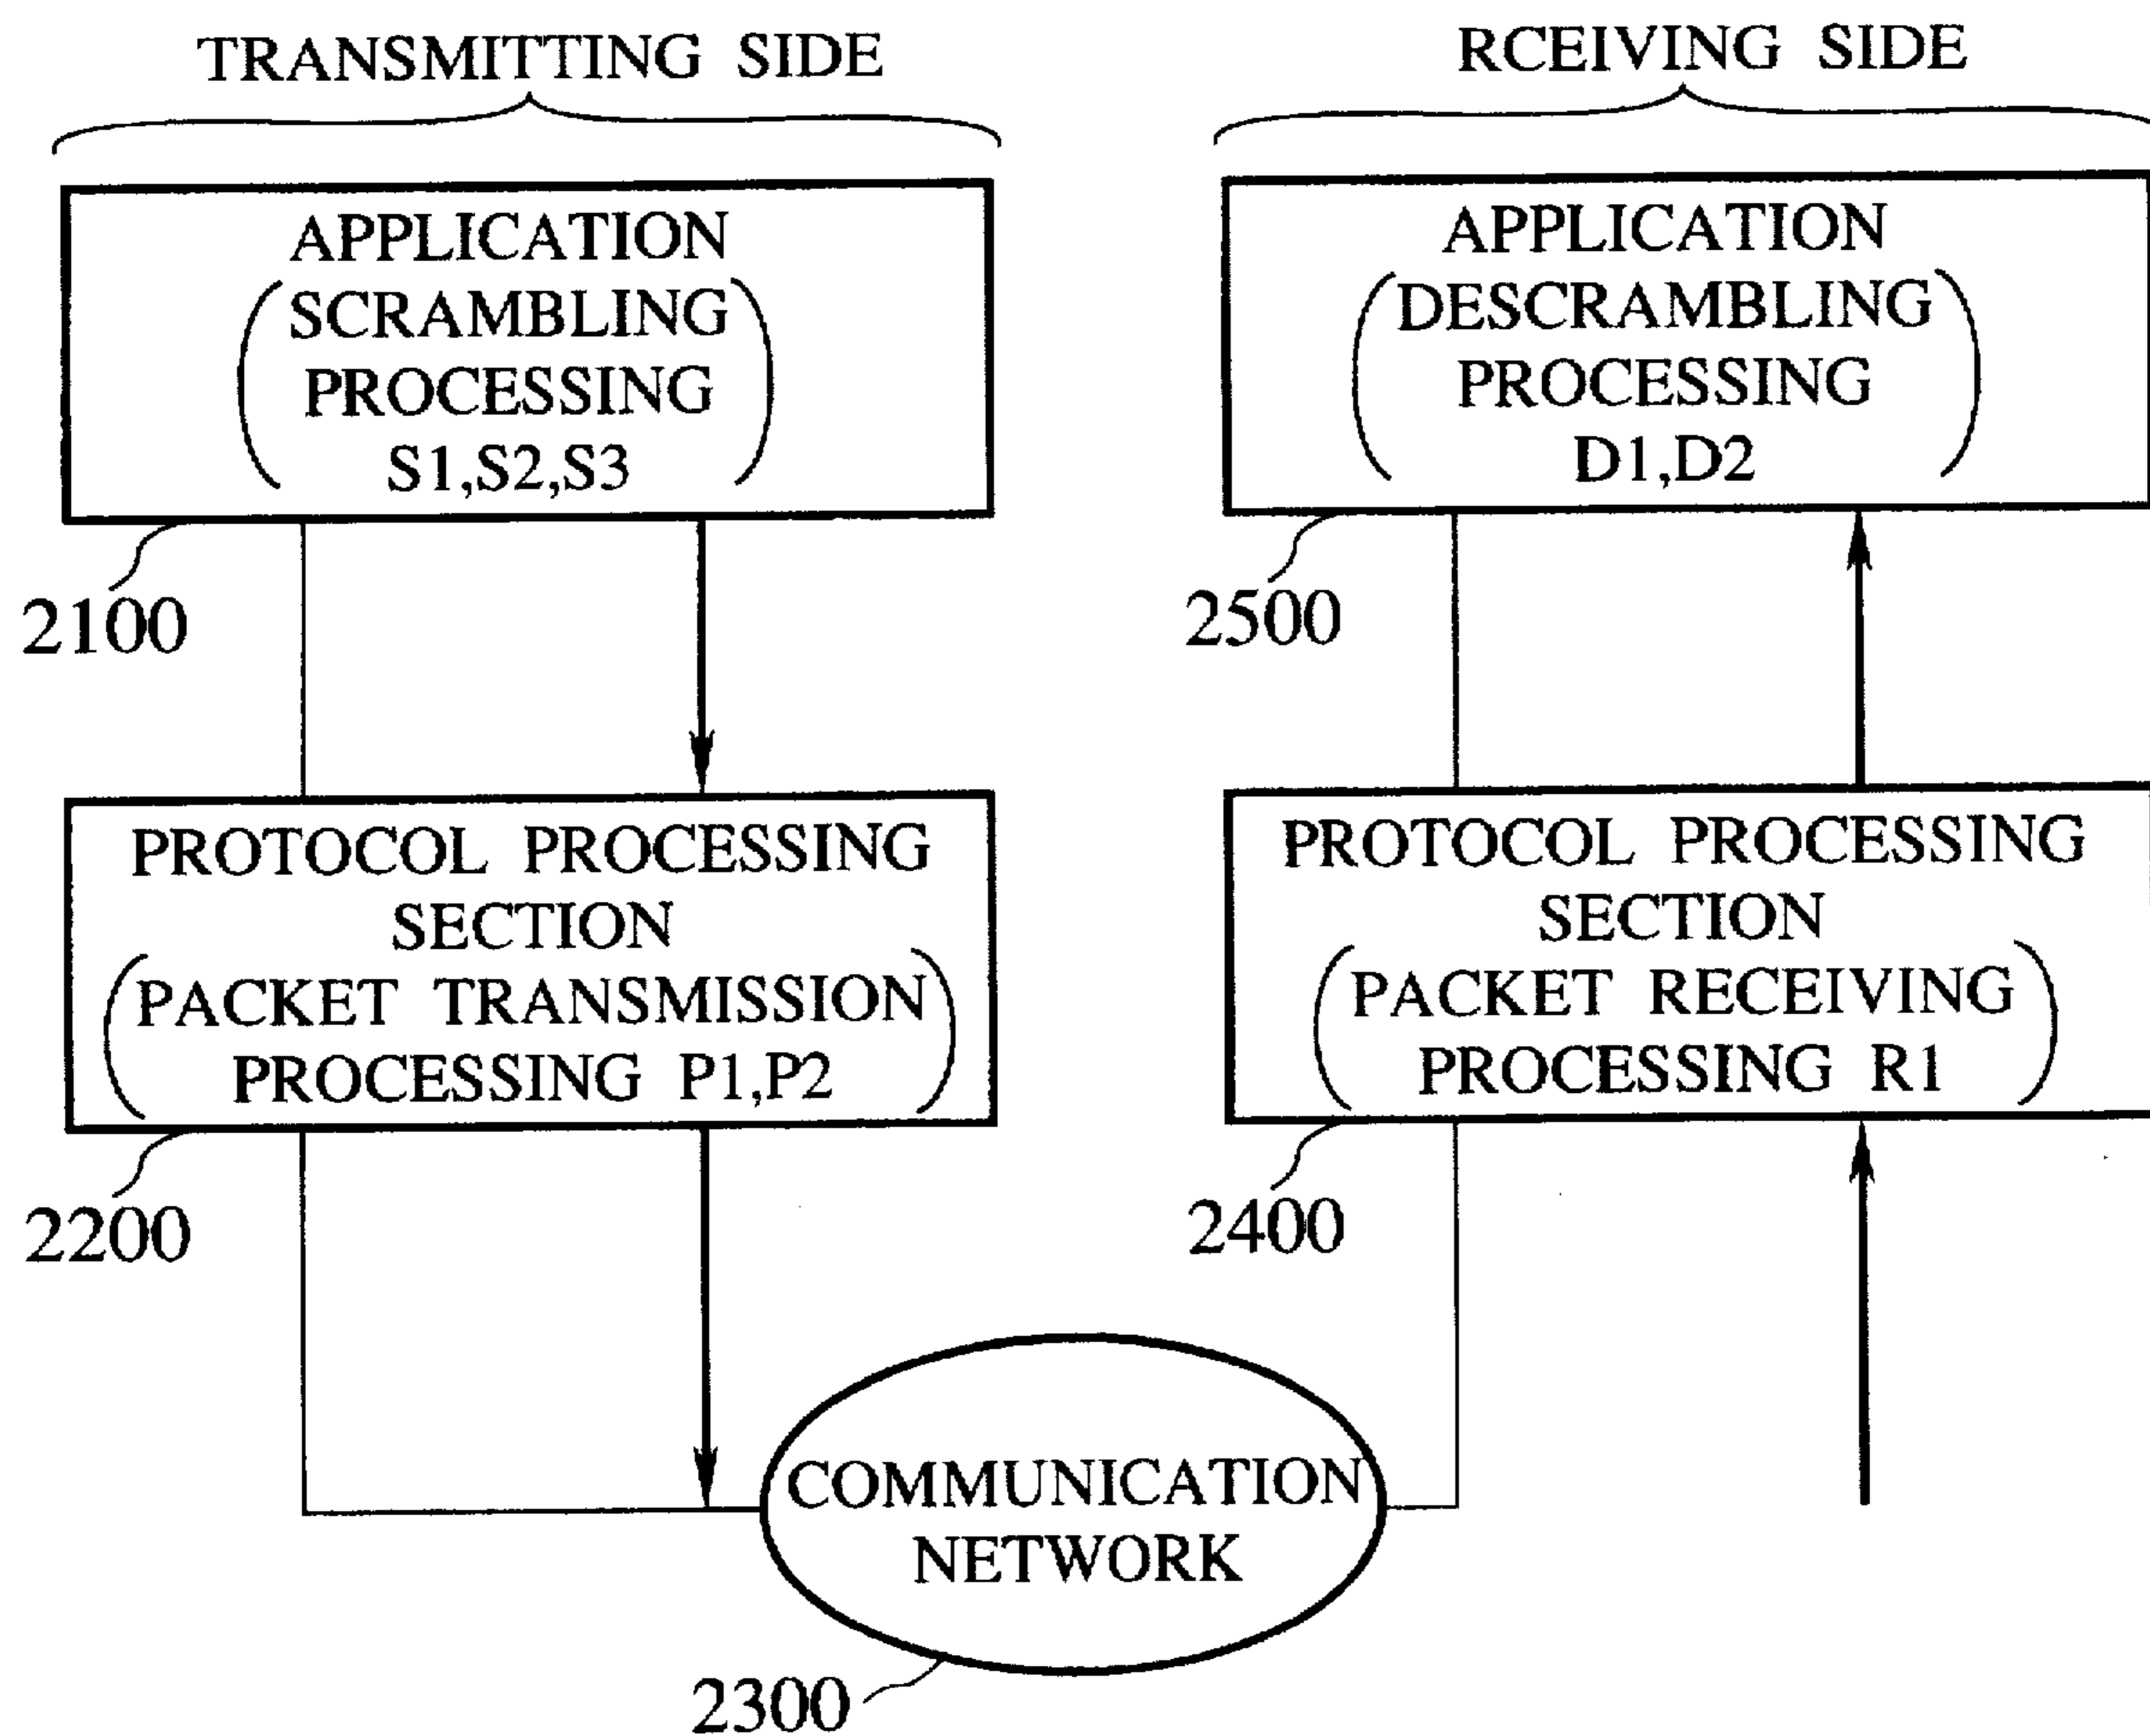 TRANSMITTING SIDE
RCEIVING SIDE
APPLICATION
SCRAMBLING
PROCESSING
S1,S2,S3
2100
APPLICATION
DESCRAMBLING
PROCESSING
D1,D2
2500
PROTOCOL PROCESSING
SECTION
PACKET TRANSMISSION
PROCESSING P1,P2
2200
PROTOCOL PROCESSING
SECTION
PACKET RECEIVING
PROCESSING R1
2400
COMMUNICATION
NETWORK
2300